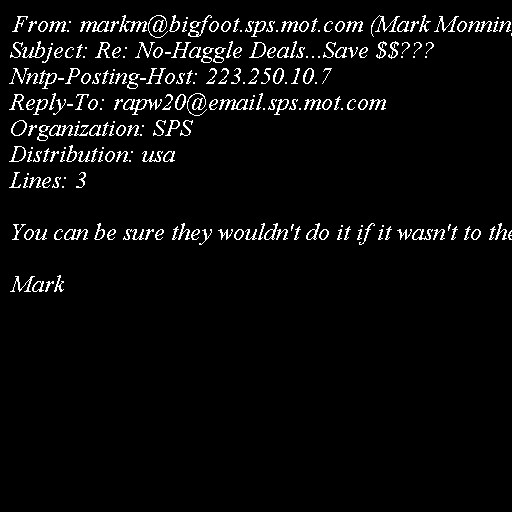 From: markm@bigfoot.sps.mot.com (Mark Monnin
Subject: Re: No-Haggle Deals...Save $$???
Nntp-Posting-Host: 223.250.10.7
Reply-To: rapw20@email.sps.mot.com
Organization: SPS
Distribution: usa
Lines: 3

You can be sure they wouldn't do it if it wasn't to the

Mark